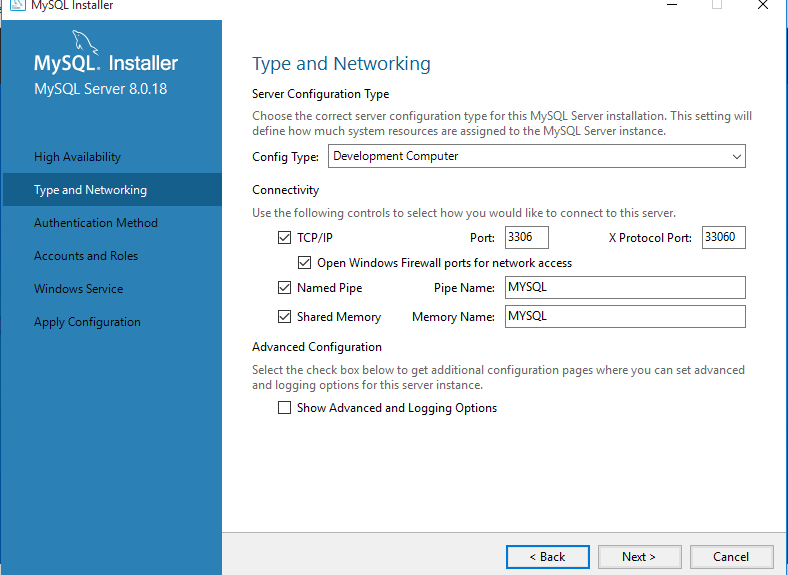 MySQL Installer
MySQL. Installer
MySQL Server 8.0.18
High Availability
Type and Networking
Authentication Method
Accounts and Roles
Windows Service
Apply Configuration
Type and Networking
Server Configuration Type
Choose the correct server configuration type for this MySQL Server installation. This setting will
define how much system resources are assigned to the MySQL Server instance.
Config Type: Development Computer
Connectivity
Use the following controls to select how you would like to connect to this server.
TCP/IP Port: 3306 X Protocol Port: 33060
Open Windows Firewall ports for network access
Named Pipe Pipe Name: MYSQL
Shared Memory Memory Name: MYSQL
Advanced Configuration
Select the check box below to get additional configuration pages where you can set advanced
and logging options for this server instance.
Show Advanced and Logging Options
< Back Next > Cancel